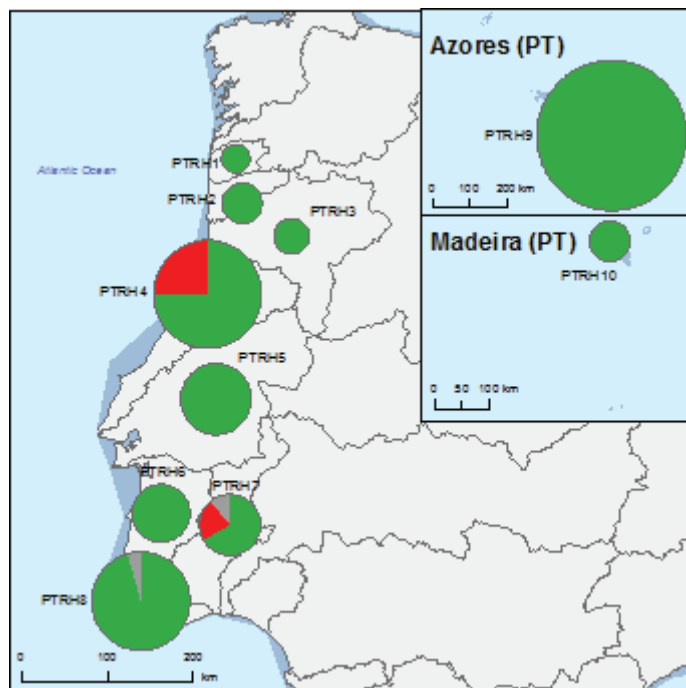 Azores (PT)
PTRH9
0 100 200 km
Madeira (PT)
PTRH10
0 50 100 km
Atlantic Ocean
PTRH1
PTRH2
PTRH3
PTRH4
PTRH5
PTRH6
PTRH7
PTRH8
0 100 200
km